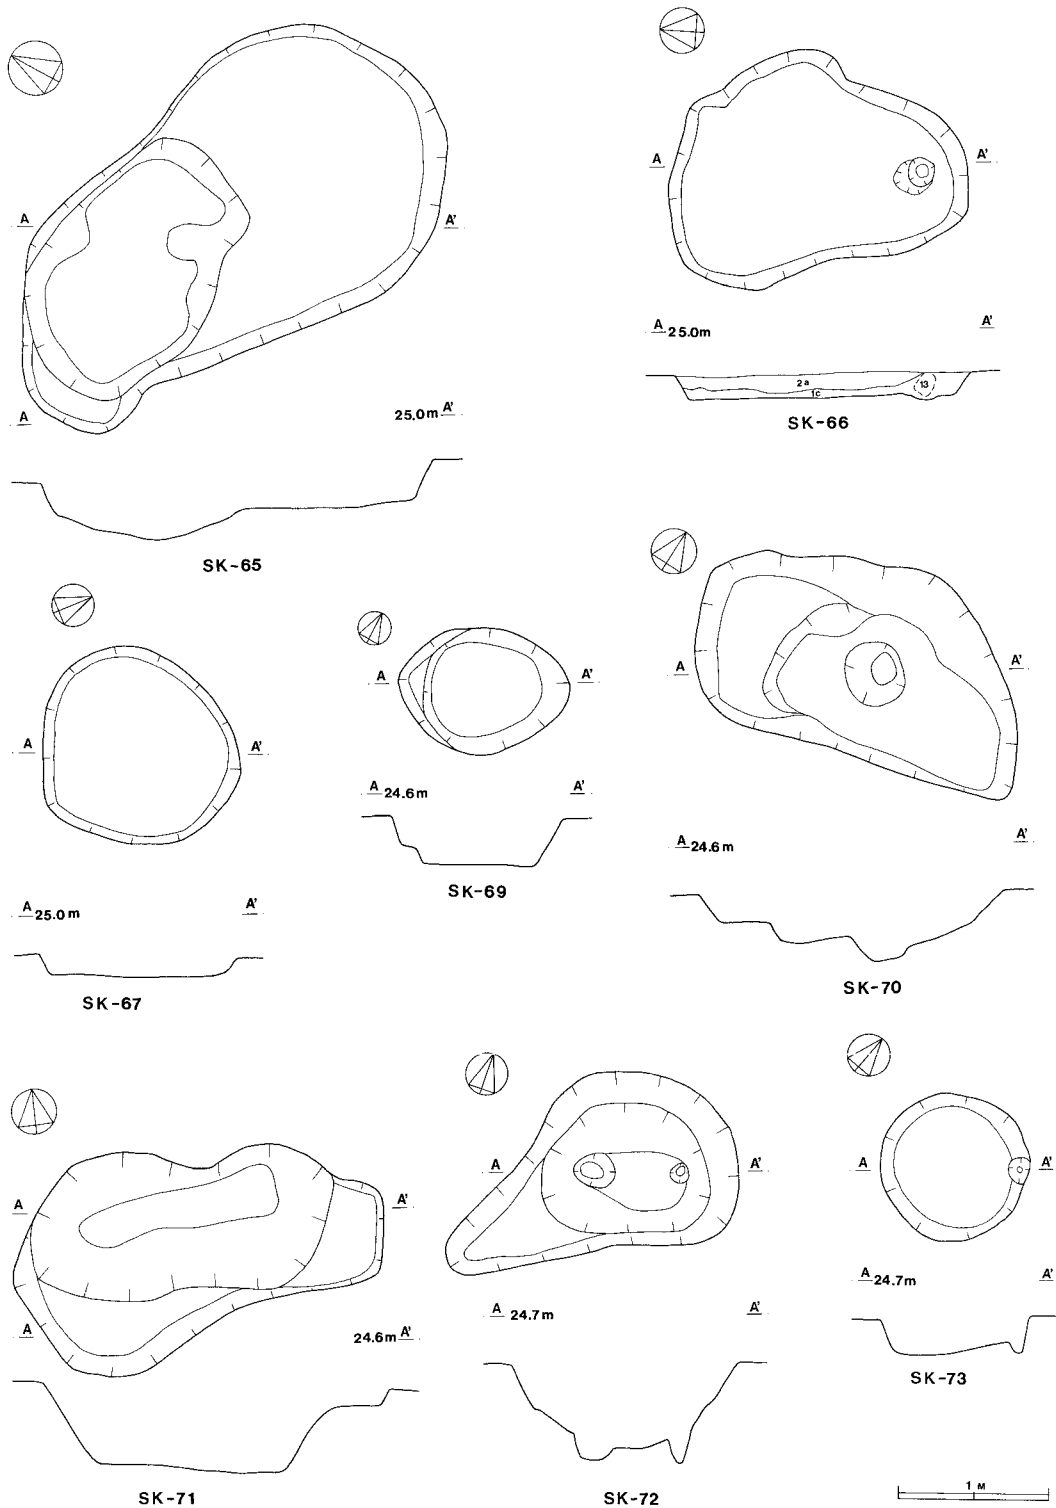 A A'
A 25.0m A'
SK-65
A A'
A 25.0m A'
2a
1c
13
SK-66
A A'
A 25.0m A'
SK-67
A A'
A 24.6m A'
SK-69
A A'
A 24.6m A'
SK-70
A A'
A 24.6m A'
SK-71
A A'
A 24.7m A'
SK-72
A A'
A 24.7m A'
SK-73
1 M